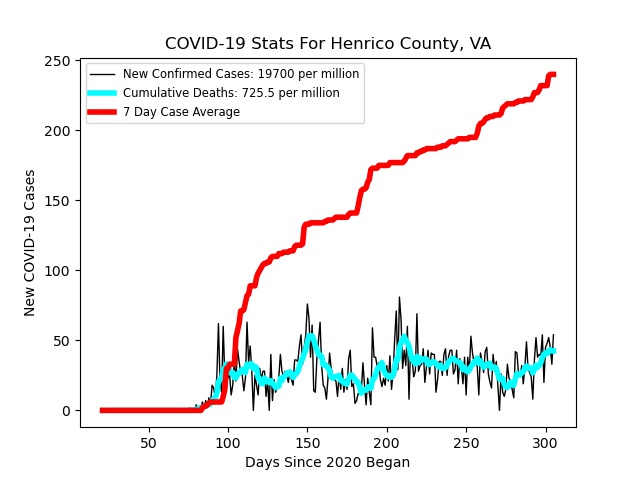 COVID-19 Stats For Henrico County, VA
New Confirmed Cases: 19700 per million
Cumulative Deaths: 725.5 per million
7 Day Case Average
New COVID-19 Cases
250
200
150
100
50
0
50 100 150 200 250 300
Days Since 2020 Began